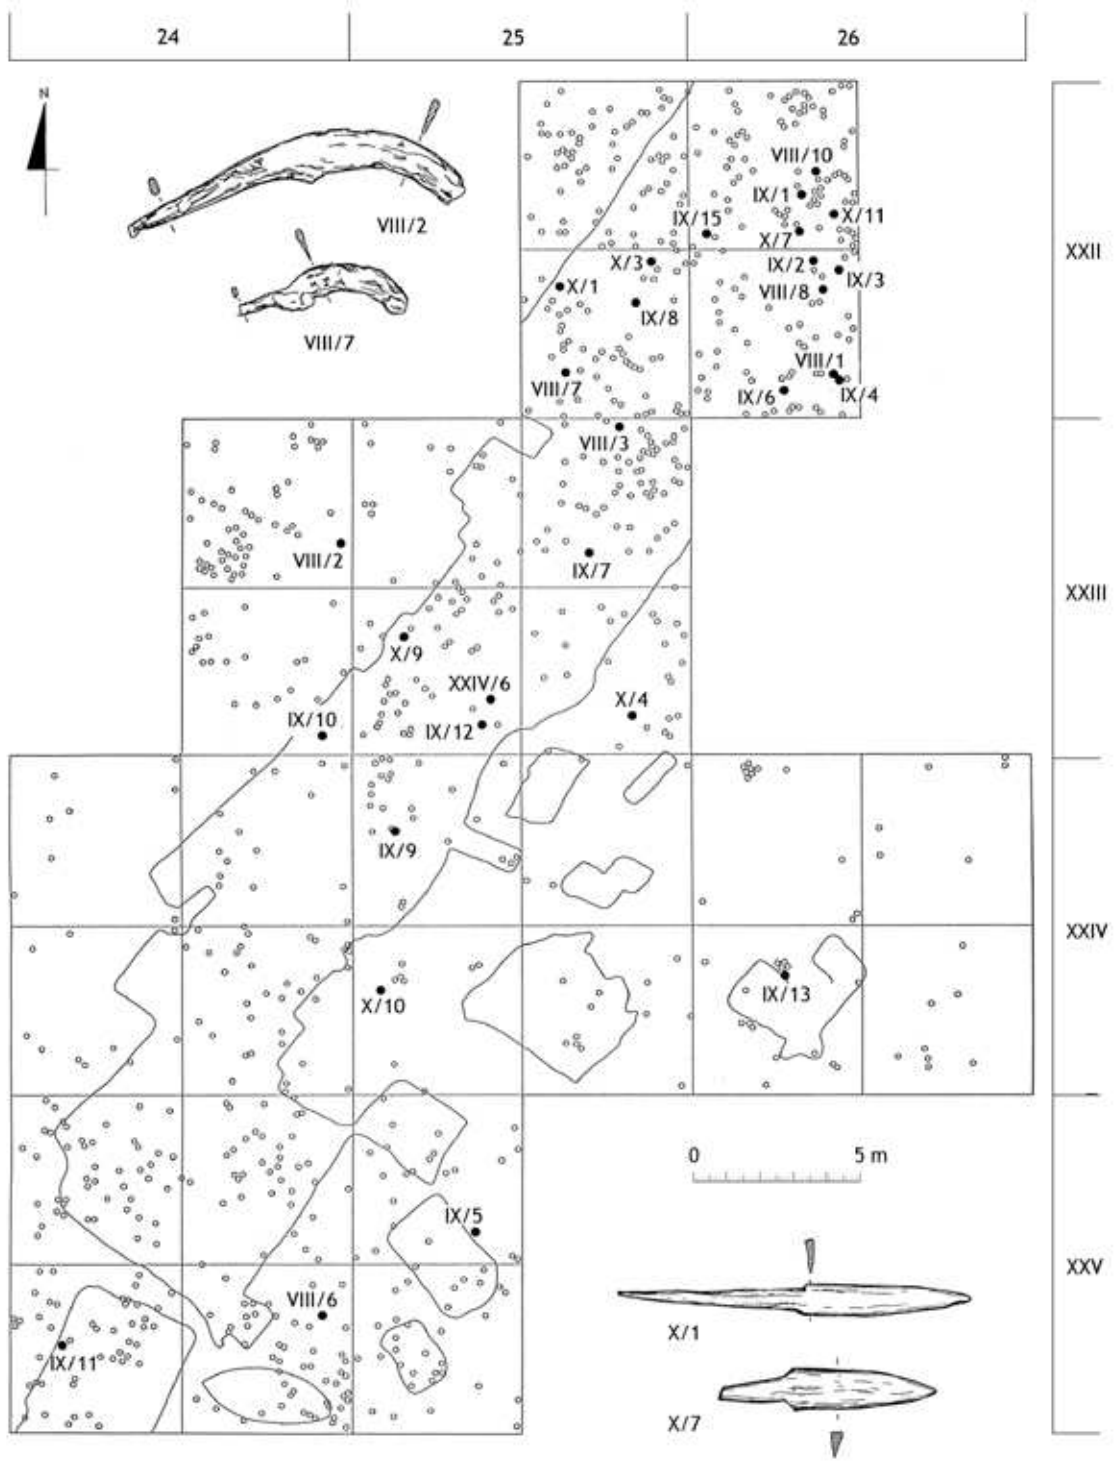 24 25 26
N
VIII/2
VIII/7
XXII
VIII/10
IX/1
X/11
IX/15
X/7
X/3
IX/2
IX/3
X/1
VIII/8
IX/8
VIII/1
VIII/7
IX/6
IX/4
VIII/3
VIII/2
IX/7
XXIII
X/9
XXIV/6
X/4
IX/10
IX/12
IX/9
XXIV
X/10
IX/13
0 5 m
IX/5
XXV
VIII/6
X/1
IX/11
X/7